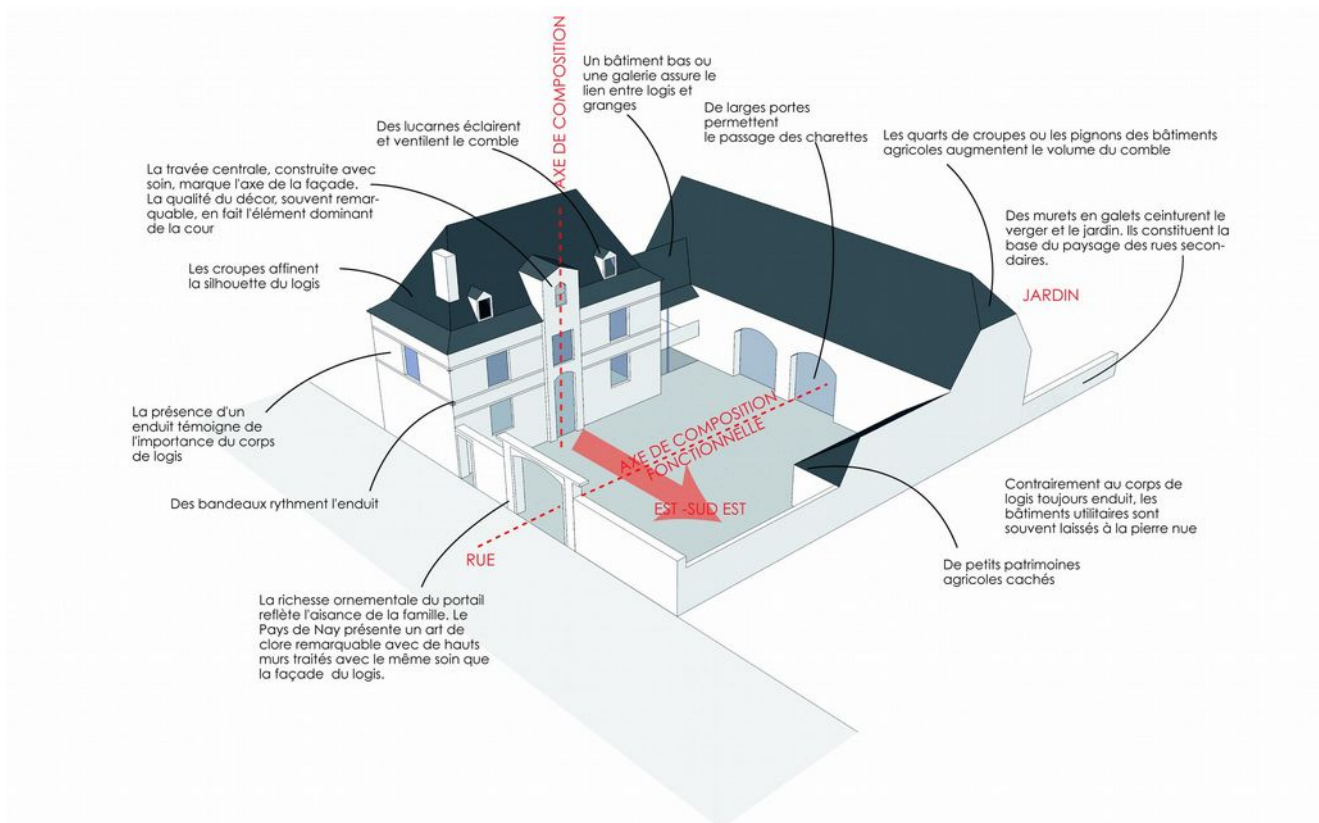 AXE DE COMPOSITION
Un bâtiment bas ou
une galerie assure le
lien entre logis et
granges
De larges portes
permettent
le passage des charettes
Des lucarnes éclairent
et ventilent le comble
Les quarts de croupes ou les pignons des bâtiments
agricoles augmentent le volume du comble
La travée centrale, construite avec
soin, marque l'axe de la façade.
La qualité du décor, souvent remar-
quable, en fait l'élément dominant
de la cour
Des murets en galets ceinturent le
verger et le jardin. Ils constituent la
base du paysage des rues secon-
daires.
Les croupes affinent
la silhouette du logis
JARDIN
La présence d'un
enduit témoigne de
l'importance du corps
de logis
AXE DE COMPOSITION
FONCTIONNELLE
Des bandeaux rythment l'enduit
EST -SUD EST
Contrairement au corps de
logis toujours enduit, les
bâtiments utilitaires sont
souvent laissés à la pierre nue
RUE
De petits patrimoines
agricoles cachés
La richesse ornementale du portail
reflète l'aisance de la famille. Le
Pays de Nay présente un art de
clore remarquable avec de hauts
murs traités avec le même soin que
la façade du logis.